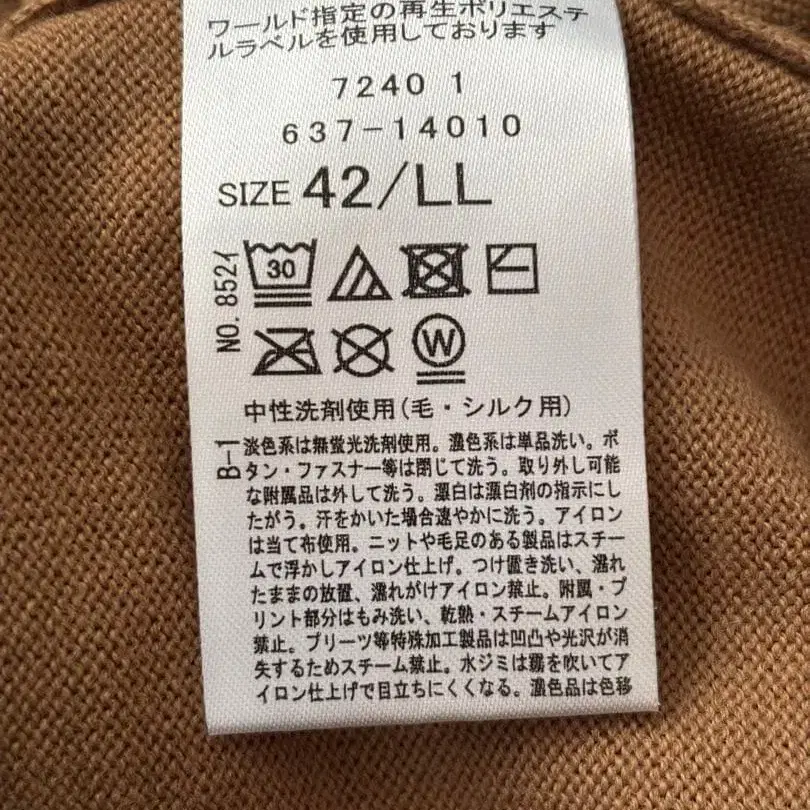 ワールド指定の再生ポリエステ
ルラベルを使用しております
7240 1
637-14010
SIZE 42/LL
NO. 852イ
30
W
中性洗剤使用(毛・シルク用)
B-1
淡色系は無蛍光洗剤使用。濃色系は単品洗い。ボ
タン・ファスナー等は閉じて洗う。取り外し可能
な附属品は外して洗う。漂白は漂白剤の指示にし
たがう。汗をかいた場合速やかに洗う。アイロン
は当て布使用。ニットや毛足のある製品はスチー
ムで浮かしアイロン仕上げ。つけ置き洗い、濡れ
たままの放置、濡れがけアイロン禁止。附属・プ
リント部分はもみ洗い、乾熱・スチームアイロン
禁止。プリーツ等特殊加工製品は凹凸や光沢が消
失するためスチーム禁止。水ジミは霧を吹いてア
イロン仕上げで目立ちにくくなる。濃色品は色移